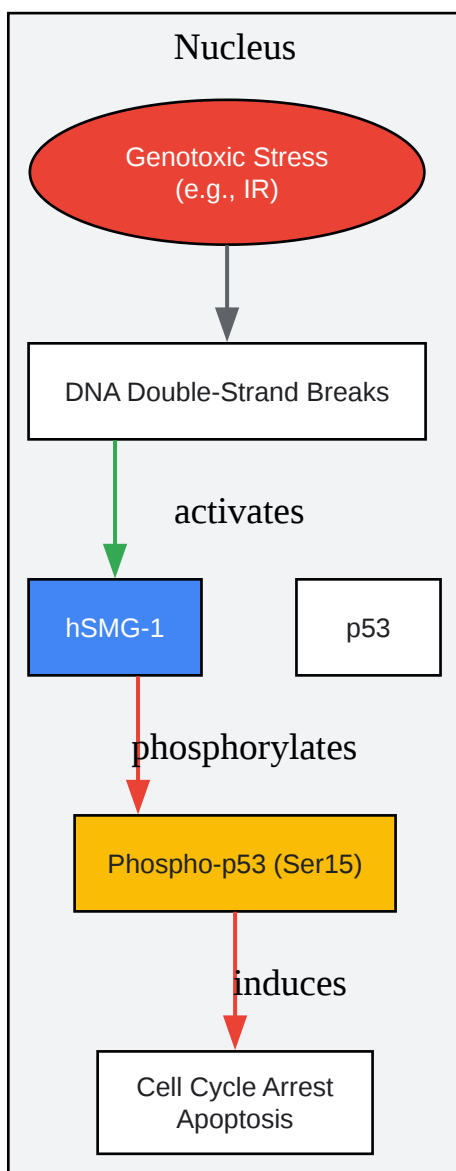 Nucleus
Genotoxic Stress
(e.g., IR)
DNA Double-Strand Breaks
activates
hSMG-1
p53
phosphorylates
Phospho-p53 (Ser15)
induces
Cell Cycle Arrest
Apoptosis